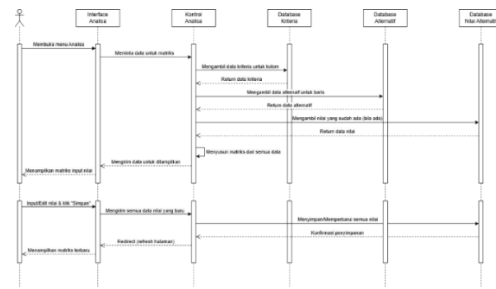 Interface
Analisa
Kontrol
Analisa
Database
Kriteria
Database
Alternatif
Database
Nilai Alternatif
Membuka menu Analisa
Meminta data untuk matriks
Mengambil data kriteria untuk kolom
Return data kriteria
Mengambil data alternatif untuk baris
Return data alternatif
Mengambil nilai yang sudah ada (bila ada)
Return data nilai
Menyusun matriks dari semua data
Mengirim data untuk ditampilkan
Menampilkan matriks input nilai
Input/Edit nilai & klik "Simpan"
Mengirim semua data nilai yang baru
Menyimpan/Memperbarui semua nilai
Konfirmasi penyimpanan
Redirect (refresh halaman)
Menampilkan matriks terbaru